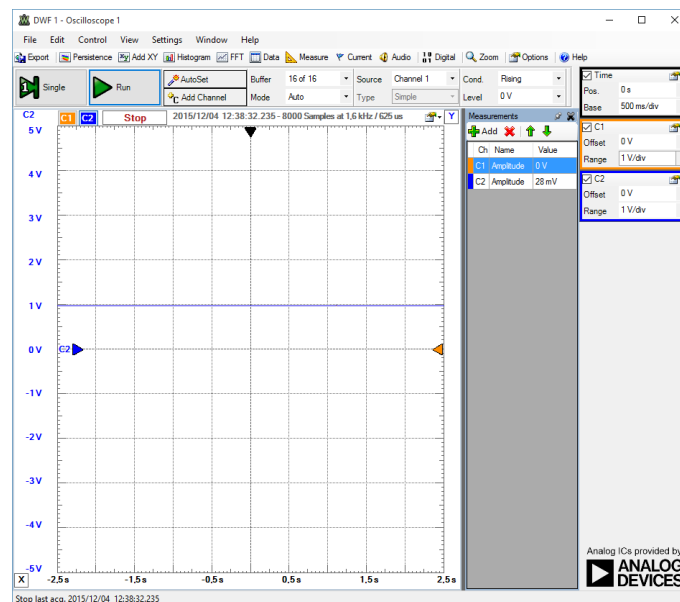 DWF 1 - Oscilloscope 1
File Edit Control View Settings Window Help
Export Persistence Add XY Histogram FFT Data Measure Current Audio Digital Zoom Options Help
1 Single Run AutoSet Buffer 16 of 16 Source Channel 1 Cond. Rising
Add Channel Mode Auto Type Simple Level 0 V
Time
Pos. 0 s
Base 500 ms/div
C2 C1 C2 Stop 2015/12/04 12:38:32.235 - 8000 Samples at 1,6 kHz / 625 us Y
Measurements
Add
Ch Name Value
C1 Amplitude 0 V
C2 Amplitude 28 mV
C1
Offset 0 V
Range 1 V/div
C2
Offset 0 V
Range 1 V/div
5 V
4 V
3 V
2 V
1 V
0 V C2
-1 V
-2 V
-3 V
-4 V
-5 V
X -2,5 s -1,5 s -0,5 s 0,5 s 1,5 s 2,5 s
Analog ICs provided by
ANALOG
DEVICES
Stop last acq. 2015/12/04 12:38:32.235